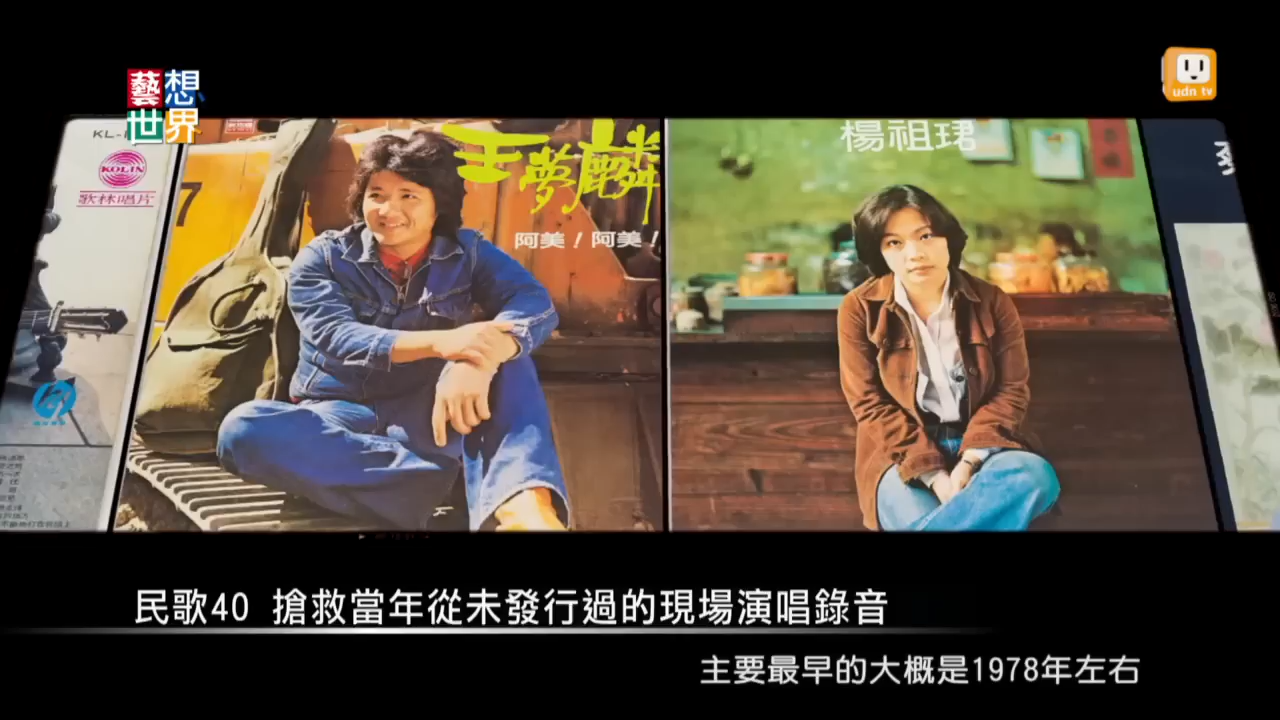 藝想
世界
udn tv
KOLIN
歌林唱片
7
王夢麟
阿美！阿美！
楊祖珺
民歌40 搶救當年從未發行過的現場演唱錄音
主要最早的大概是1978年左右